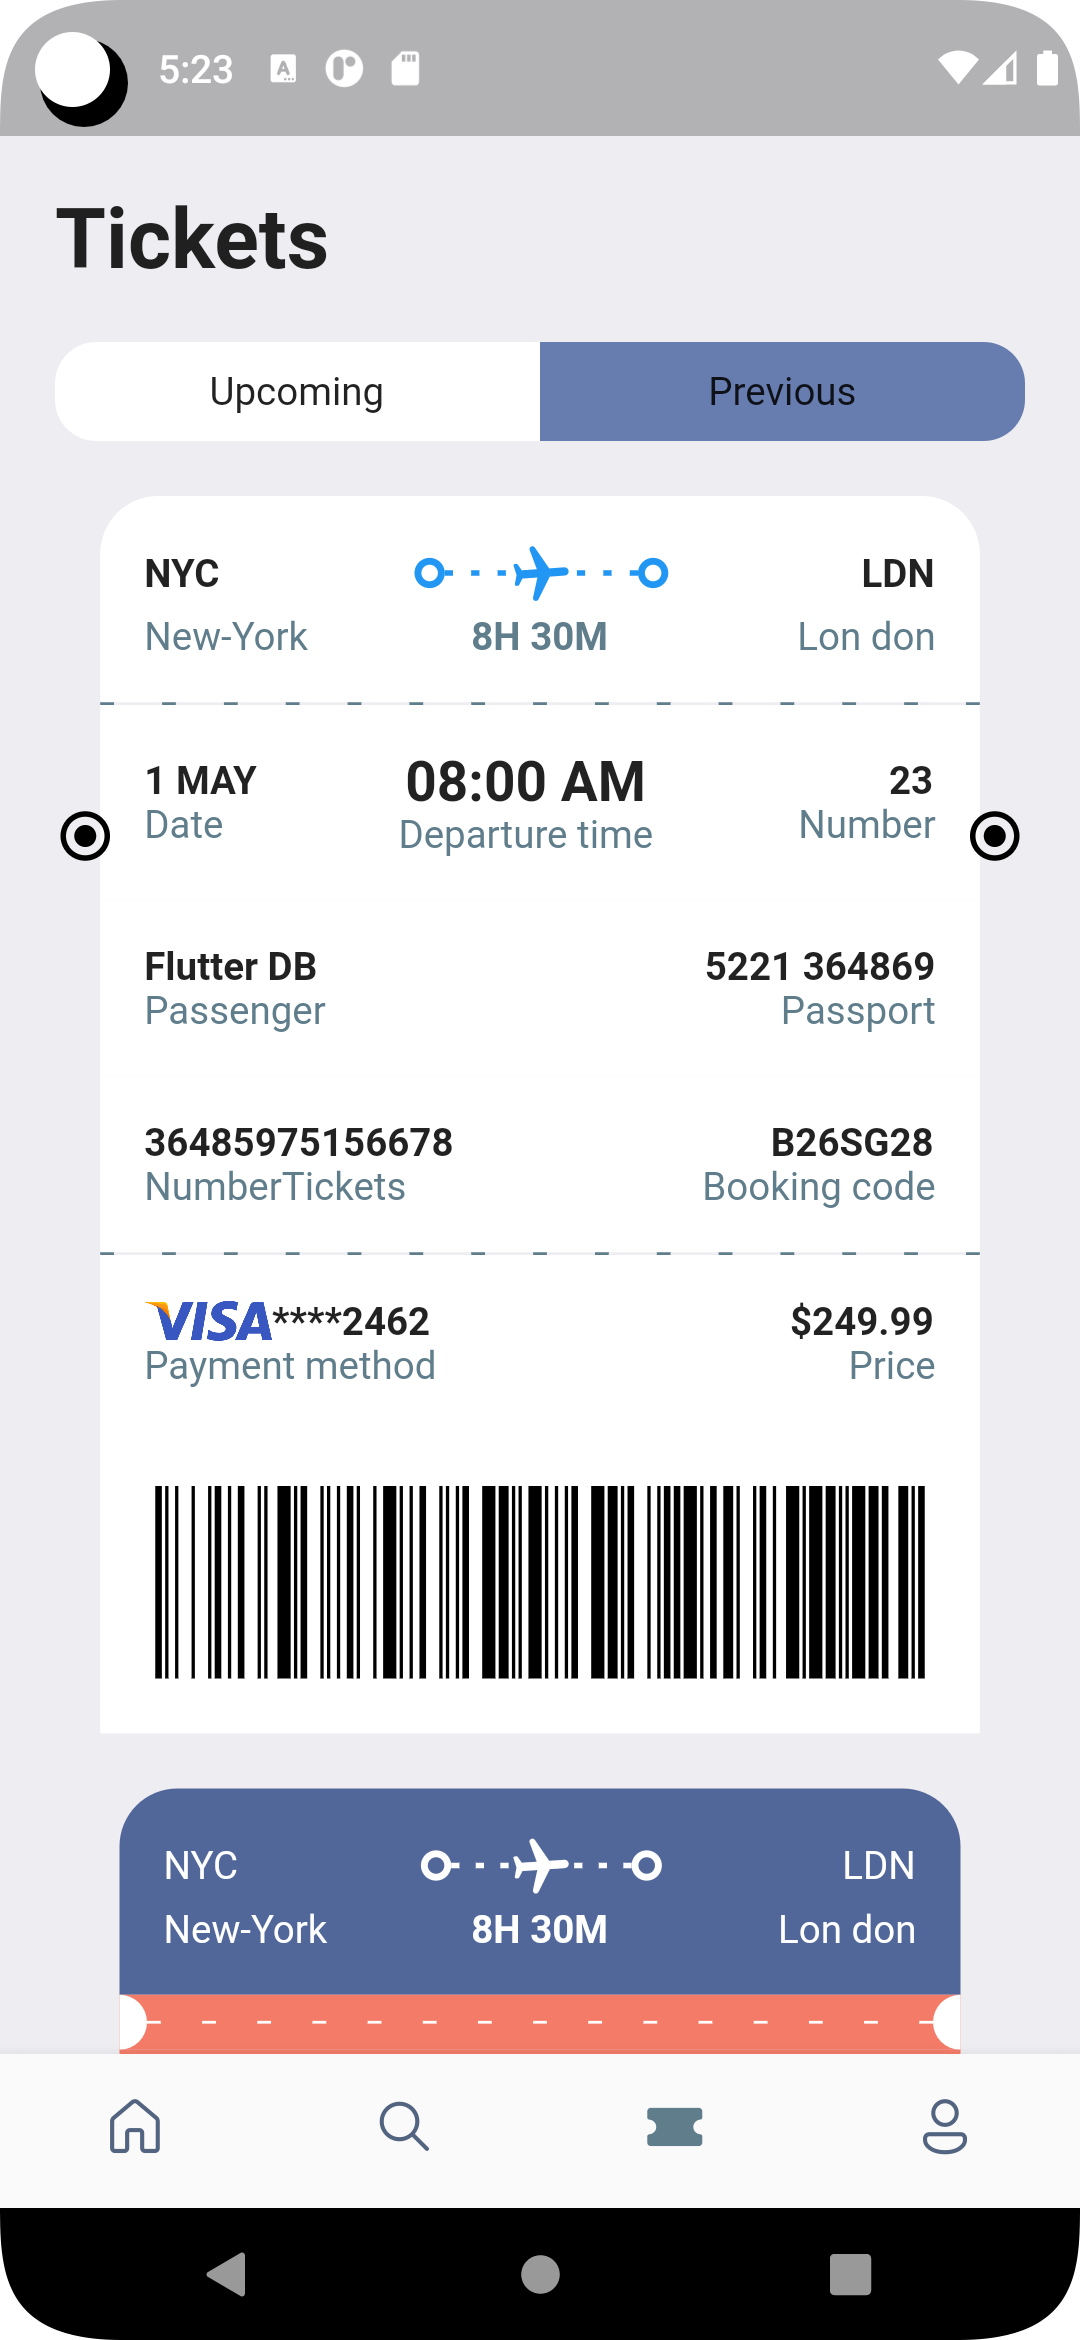 5:23
Tickets
Upcoming Previous
NYC LDN
New-York 8H 30M Lon don
1 MAY 08:00 AM 23
Date Departure time Number
Flutter DB 5221 364869
Passenger Passport
36485975156678 B26SG28
NumberTickets Booking code
VISA****2462 $249.99
Payment method Price
NYC LDN
New-York 8H 30M Lon don